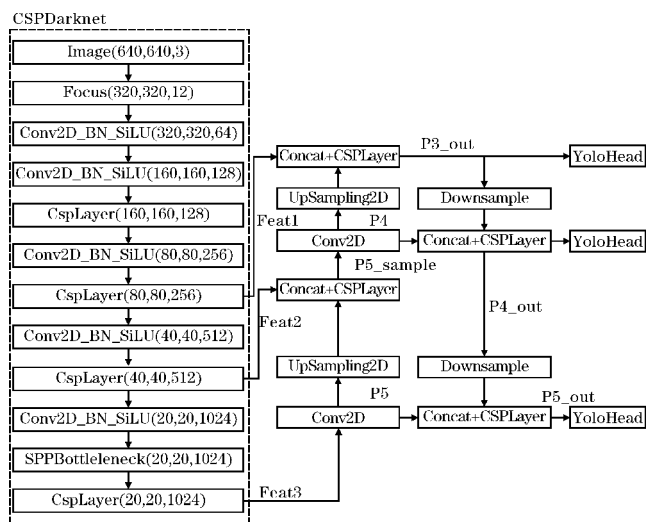 CSPDarknet
Image(640,640,3)
Focus(320,320,12)
Conv2D_BN_SiLU(320,320,64)
Conv2D_BN_SiLU(160,160,128)
CspLayer(160,160,128)
Conv2D_BN_SiLU(80,80,256)
CspLayer(80,80,256)
Conv2D_BN_SiLU(40,40,512)
CspLayer(40,40,512)
Conv2D_BN_SiLU(20,20,1024)
SPPBottleleneck(20,20,1024)
CspLayer(20,20,1024)
Feat1
Feat2
Feat3
Concat+CSPLayer
UpSampling2D
P4
Conv2D
P5_sample
Concat+CSPLayer
UpSampling2D
P5
Conv2D
P3_out
Downsample
Concat+CSPLayer
P4_out
Downsample
Concat+CSPLayer
P5_out
YoloHead
YoloHead
YoloHead